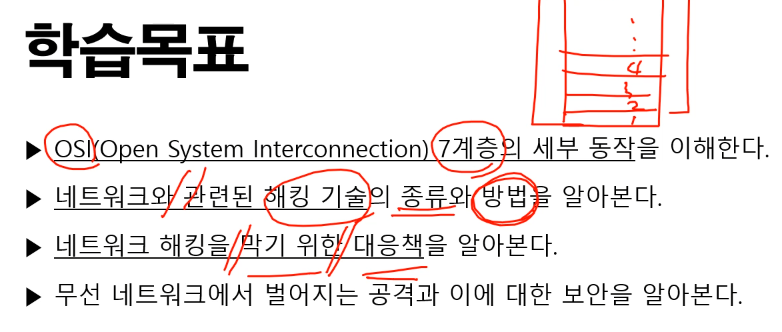 학습목표
⋮
4
3
2
1
▶ OSI(Open System Interconnection) 7계층의 세부 동작을 이해한다.
▶ 네트워크와 관련된 해킹 기술의 종류와 방법을 알아본다.
▶ 네트워크 해킹을 막기 위한 대응책을 알아본다.
▶ 무선 네트워크에서 벌어지는 공격과 이에 대한 보안을 알아본다.